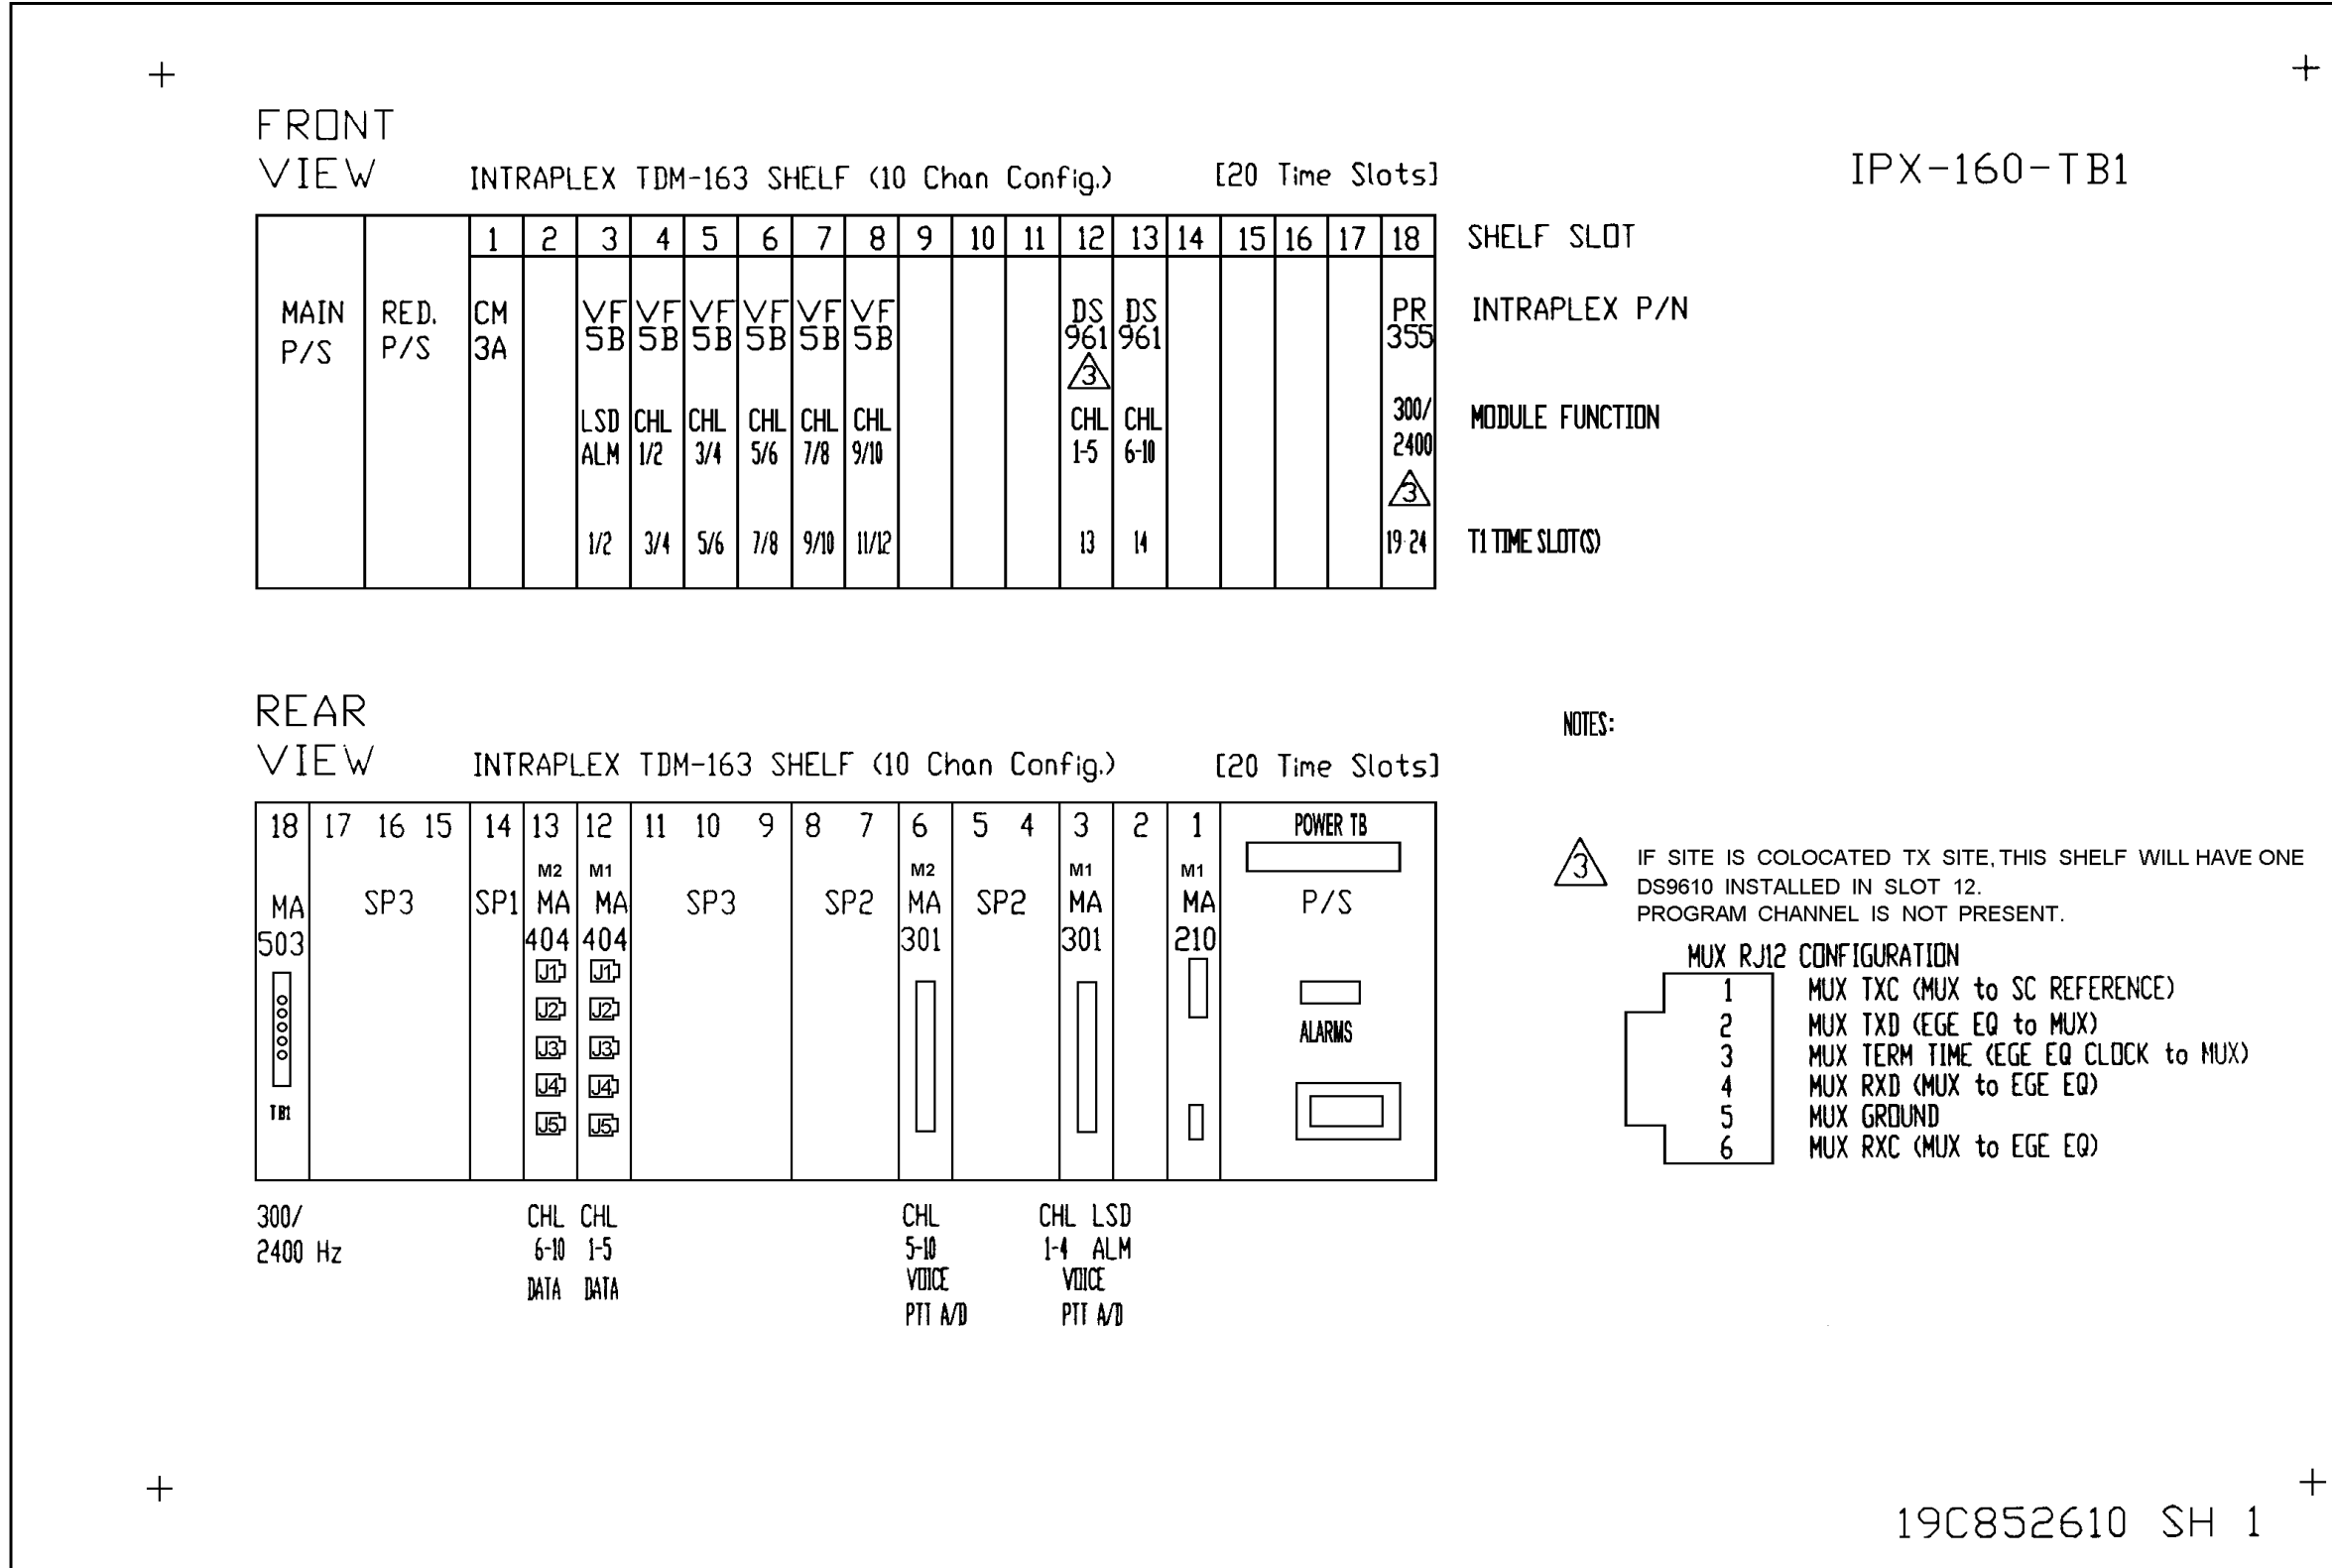 FRONT
VIEW
INTRAPLEX TDM-163 SHELF (10 Chan Config.) [20 Time Slots]
IPX-160-TB1
1 2 3 4 5 6 7 8 9 10 11 12 13 14 15 16 17 18 SHELF SLOT
MAIN RED. CM VF VF VF VF VF VF DS DS PR INTRAPLEX P/N
P/S P/S 3A 5B 5B 5B 5B 5B 5B 961 961 355
3
LSD CHL CHL CHL CHL CHL CHL CHL 300/ MODULE FUNCTION
ALM 1/2 3/4 5/6 7/8 9/10 1-5 6-10 2400
3
1/2 3/4 5/6 7/8 9/10 11/12 13 14 19-24 T1 TIME SLOT(S)
REAR
VIEW
INTRAPLEX TDM-163 SHELF (10 Chan Config.) [20 Time Slots]
18 17 16 15 14 13 12 11 10 9 8 7 6 5 4 3 2 1 POWER TB
M2 M1 M2 M1 M1
MA SP3 SP1 MA MA SP3 SP2 MA SP2 MA MA P/S
503 404 404 301 301 210
J1 J1
J2 J2
J3 J3 ALARMS
J4 J4
TB1 J5 J5
300/ CHL CHL CHL CHL LSD
2400 Hz 6-10 1-5 5-10 1-4 ALM
DATA DATA VOICE VOICE
PTT A/D PTT A/D
NOTES:
3 IF SITE IS COLOCATED TX SITE, THIS SHELF WILL HAVE ONE
DS9610 INSTALLED IN SLOT 12.
PROGRAM CHANNEL IS NOT PRESENT.
MUX RJ12 CONFIGURATION
1 MUX TXC (MUX to SC REFERENCE)
2 MUX TXD (EGE EQ to MUX)
3 MUX TERM TIME (EGE EQ CLOCK to MUX)
4 MUX RXD (MUX to EGE EQ)
5 MUX GROUND
6 MUX RXC (MUX to EGE EQ)
19C852610 SH 1